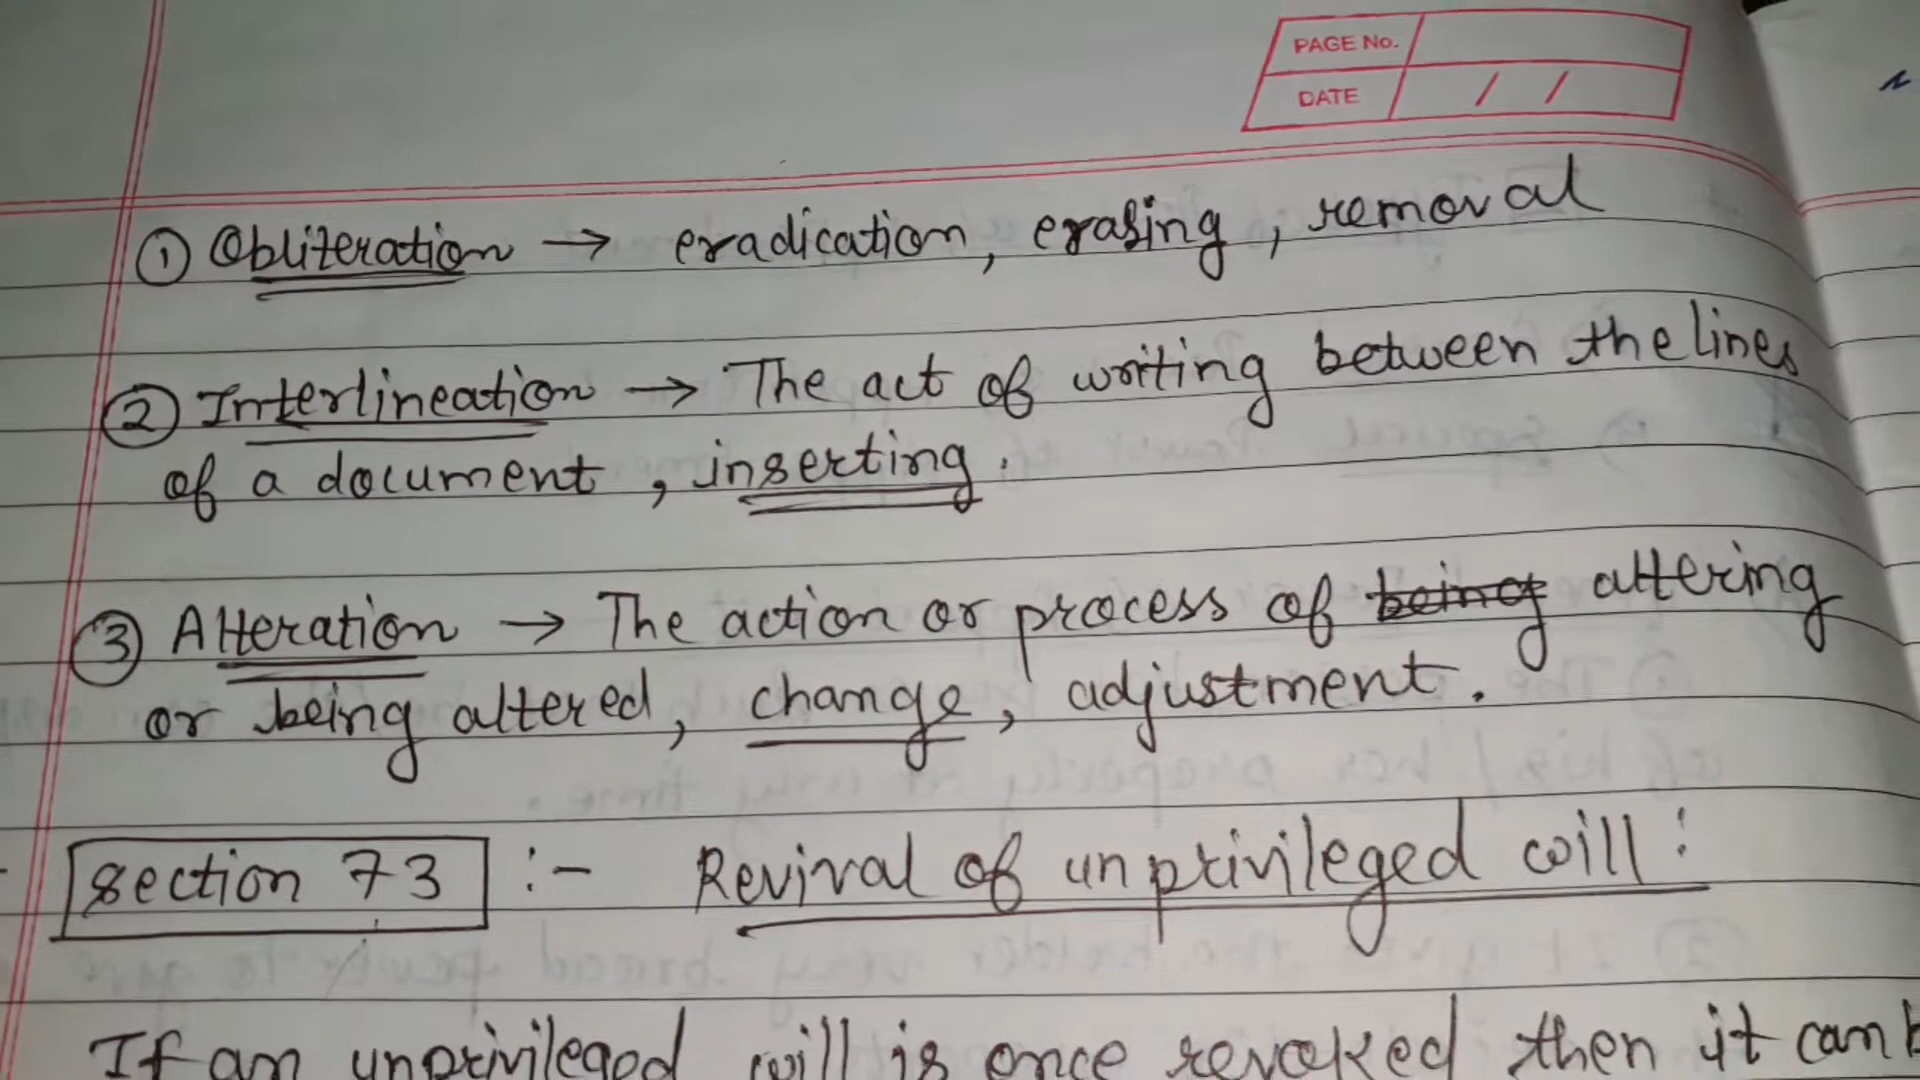 PAGE No.
DATE / /
① Obliteration → eradication, erasing, removal
② Interlineation → The act of writing between the lines
of a document, inserting.
③ Alteration → The action or process of being altering
or being altered, change, adjustment.
section 73 :- Revival of unprivileged will:
If an unprivileged will is once revoked then it can